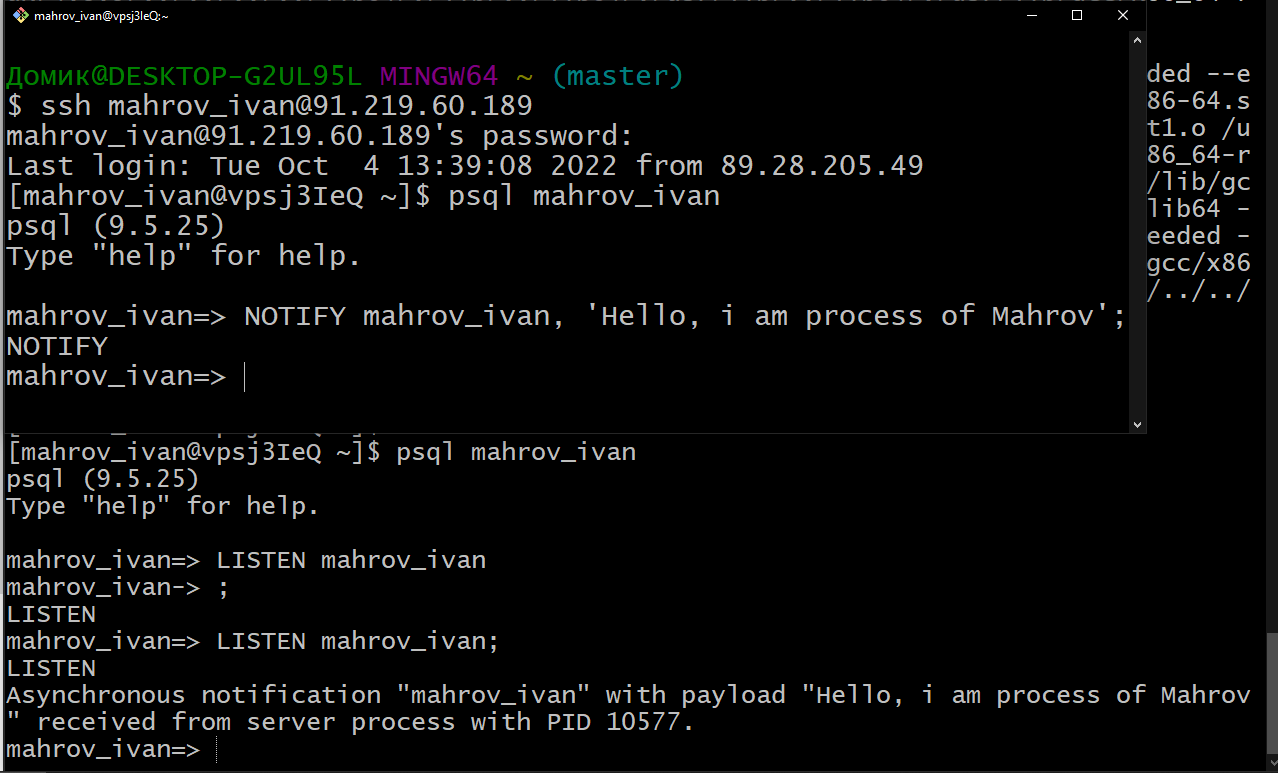 mahrov_ivan@vpsj3IeQ:~
Домик@DESKTOP-G2UL95L MINGW64 ~ (master)
$ ssh mahrov_ivan@91.219.60.189
mahrov_ivan@91.219.60.189's password:
Last login: Tue Oct  4 13:39:08 2022 from 89.28.205.49
[mahrov_ivan@vpsj3IeQ ~]$ psql mahrov_ivan
psql (9.5.25)
Type "help" for help.
mahrov_ivan=> NOTIFY mahrov_ivan, 'Hello, i am process of Mahrov';
NOTIFY
mahrov_ivan=>
ded --e
86-64.s
t1.o /u
86_64-r
/lib/gc
lib64 -
eeded -
gcc/x86
/../../
[mahrov_ivan@vpsj3IeQ ~]$ psql mahrov_ivan
psql (9.5.25)
Type "help" for help.
mahrov_ivan=> LISTEN mahrov_ivan
mahrov_ivan-> ;
LISTEN
mahrov_ivan=> LISTEN mahrov_ivan;
LISTEN
Asynchronous notification "mahrov_ivan" with payload "Hello, i am process of Mahrov
" received from server process with PID 10577.
mahrov_ivan=>